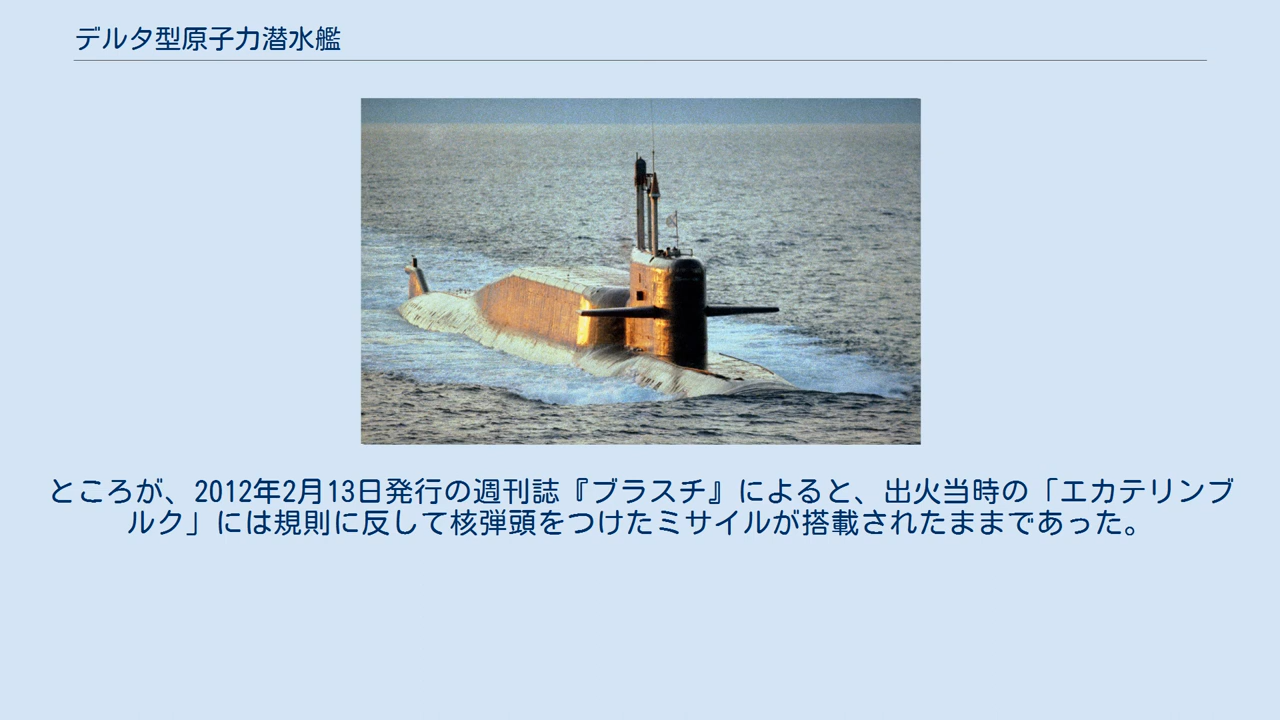 デルタ型原子力潜水艦
ところが、2012年2月13日発行の週刊誌『ブラスチ』によると、出火当時の「エカテリンブ
ルク」には規則に反して核弾頭をつけたミサイルが搭載されたままであった。